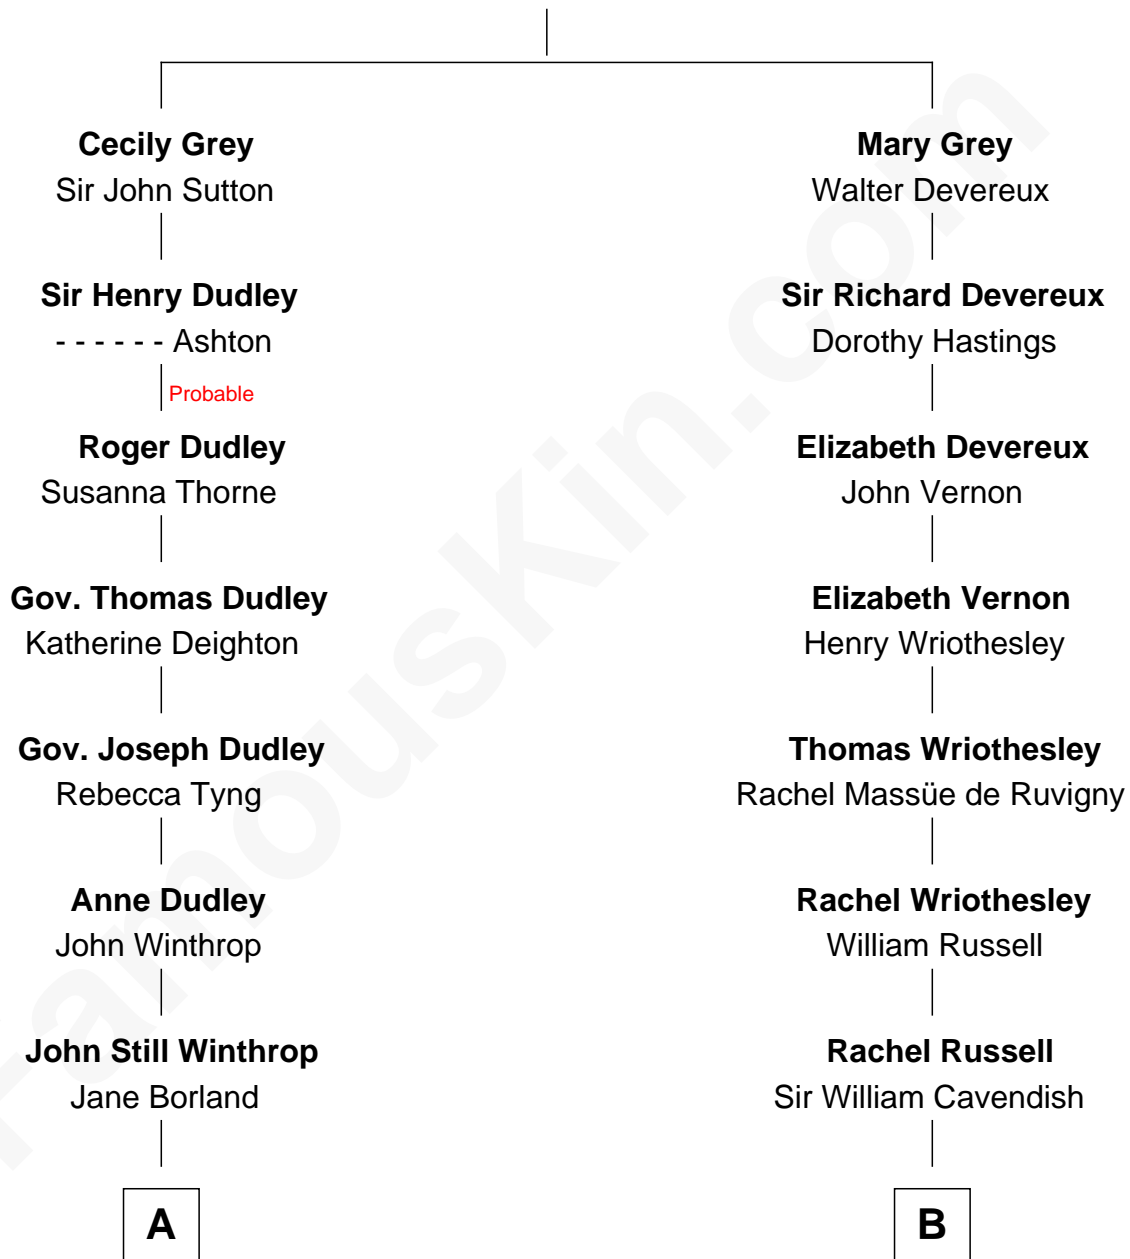 Cecily Grey
Sir John Sutton
Sir Henry Dudley
- - - - - - Ashton
Probable
Roger Dudley
Susanna Thorne
Gov. Thomas Dudley
Katherine Deighton
Gov. Joseph Dudley
Rebecca Tyng
Anne Dudley
John Winthrop
John Still Winthrop
Jane Borland
A
Mary Grey
Walter Devereux
Sir Richard Devereux
Dorothy Hastings
Elizabeth Devereux
John Vernon
Elizabeth Vernon
Henry Wriothesley
Thomas Wriothesley
Rachel Massüe de Ruvigny
Rachel Wriothesley
William Russell
Rachel Russell
Sir William Cavendish
B
FamousKin.com